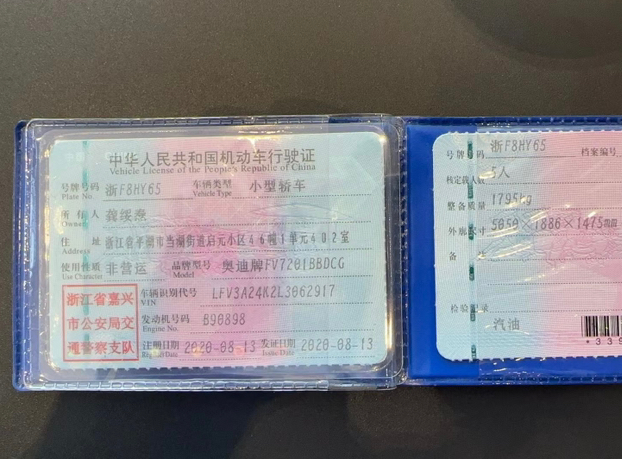 中华人民共和国机动车行驶证
Vehicle License of the People's Republic of China
号牌号码 浙F8HY65 车辆类型 小型轿车
Plate No. Vehicle Type
所有人 龚绥燕
Owner
住址 浙江省平湖市当湖街道启元小区46幢1单元402室
Address
使用性质 非营运 品牌型号 奥迪牌FV7201BBDCG
Use Character Model
浙江省嘉兴
市公安局交
通警察支队
车辆识别代号 LFV3A24K2L3062917
VIN
发动机号码 B90898
Engine No.
注册日期 2020-08-13 发证日期 2020-08-13
Register Date Issue Date
号牌号码 浙F8HY65 档案编号
核定载人数 5人
整备质量 1795kg
外廓尺寸 5050×1886×1475mm
备注
检验记录
汽油
*339